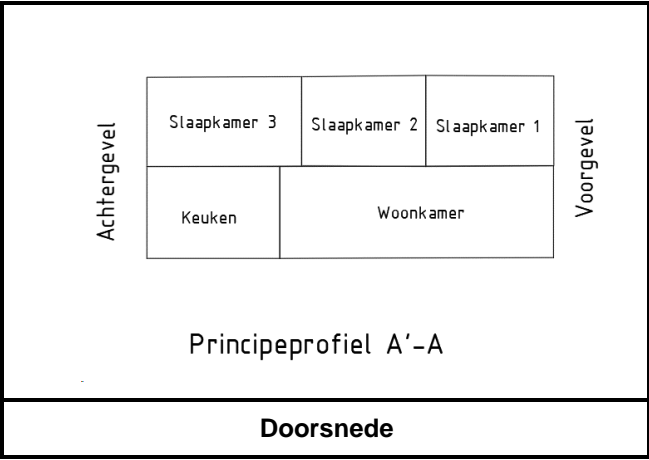 Slaapkamer 3
Slaapkamer 2
Slaapkamer 1
Achtergevel
Voorgevel
Keuken
Woonkamer
Principeprofiel A'-A
Doorsnede